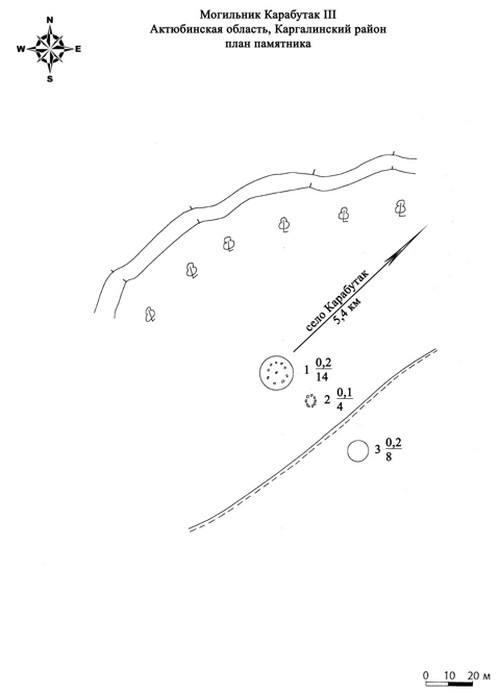 Могильник Карабутак III
Актюбинская область, Каргалинский район
план памятника
N
W E
S
село Карабутак
5,4 км
1 0,2
14
2 0,1
4
3 0,2
8
0 10 20 м